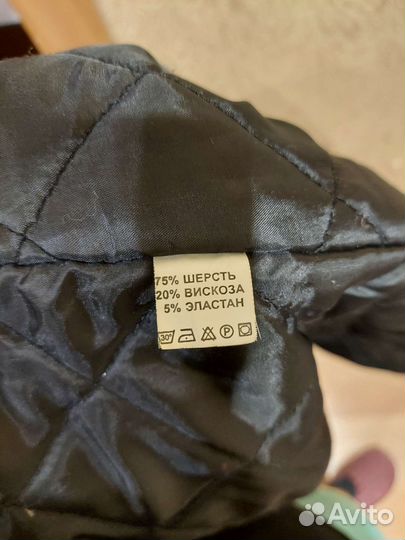 75% ШЕРСТЬ
20% ВИСКОЗА
5% ЭЛАСТАН
30° P
Avito